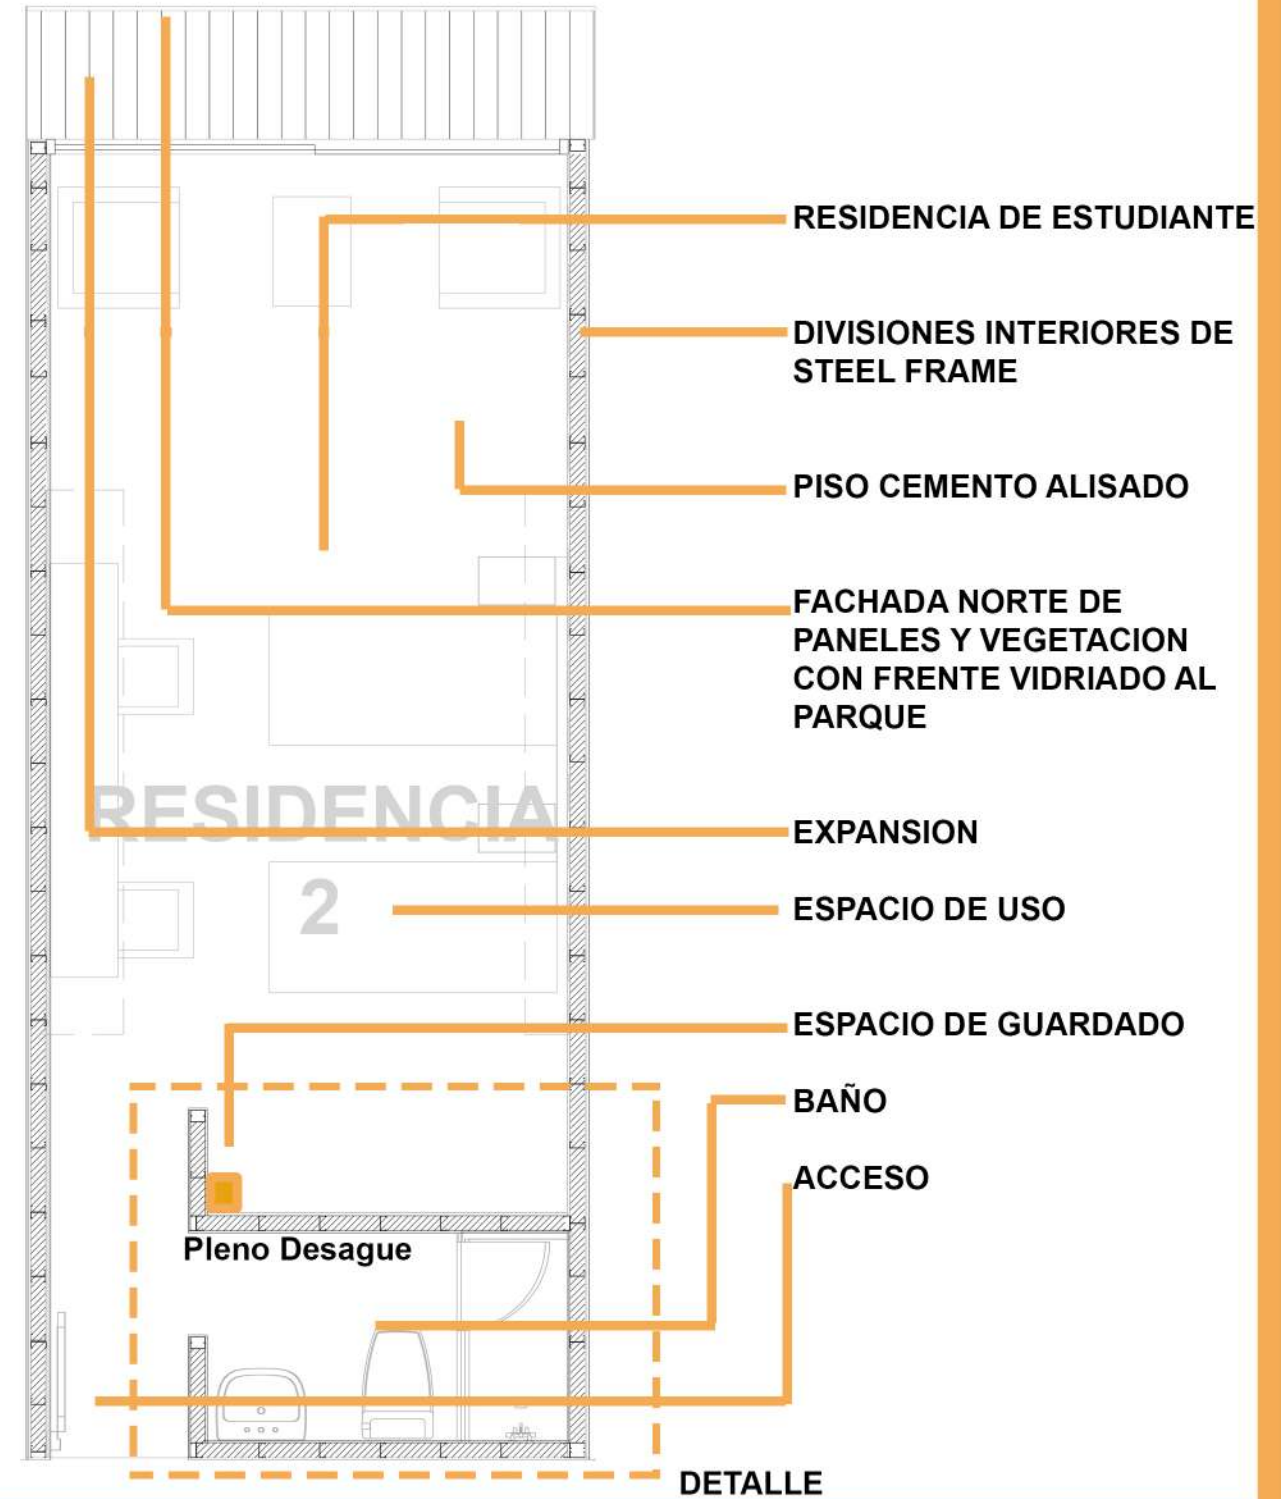 RESIDENCIA DE ESTUDIANTE
DIVISIONES INTERIORES DE
STEEL FRAME
PISO CEMENTO ALISADO
FACHADA NORTE DE
PANELES Y VEGETACION
CON FRENTE VIDRIADO AL
PARQUE
RESIDENCIA
2
EXPANSION
ESPACIO DE USO
ESPACIO DE GUARDADO
BAÑO
ACCESO
Pleno Desague
DETALLE